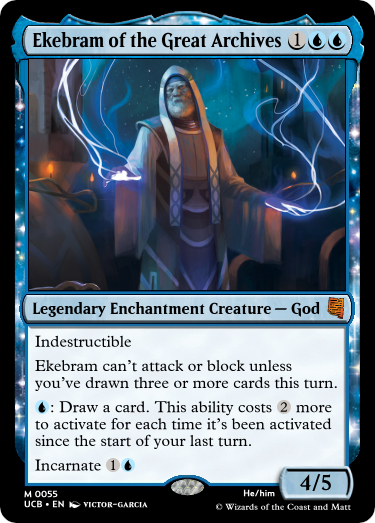 Ekebram of the Great Archives 1
Legendary Enchantment Creature — God
Indestructible
Ekebram can't attack or block unless
you've drawn three or more cards this turn.
: Draw a card. This ability costs 2 more
to activate for each time it's been activated
since the start of your last turn.
Incarnate 1
4/5
M 0055
He/him
UCB • EN VICTOR-GARCIA
© Wizards of the Coast and Matt